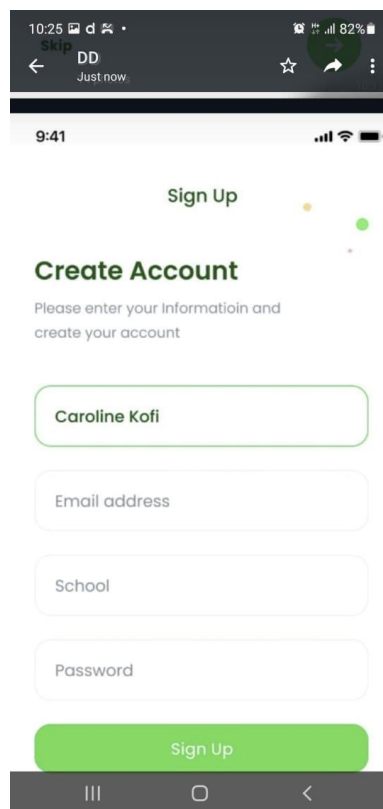 10:25 d 82%
Skip
DD
Just now
9:41
Sign Up
Create Account
Please enter your Informatioin and
create your account
Caroline Kofi
Email address
School
Password
Sign Up